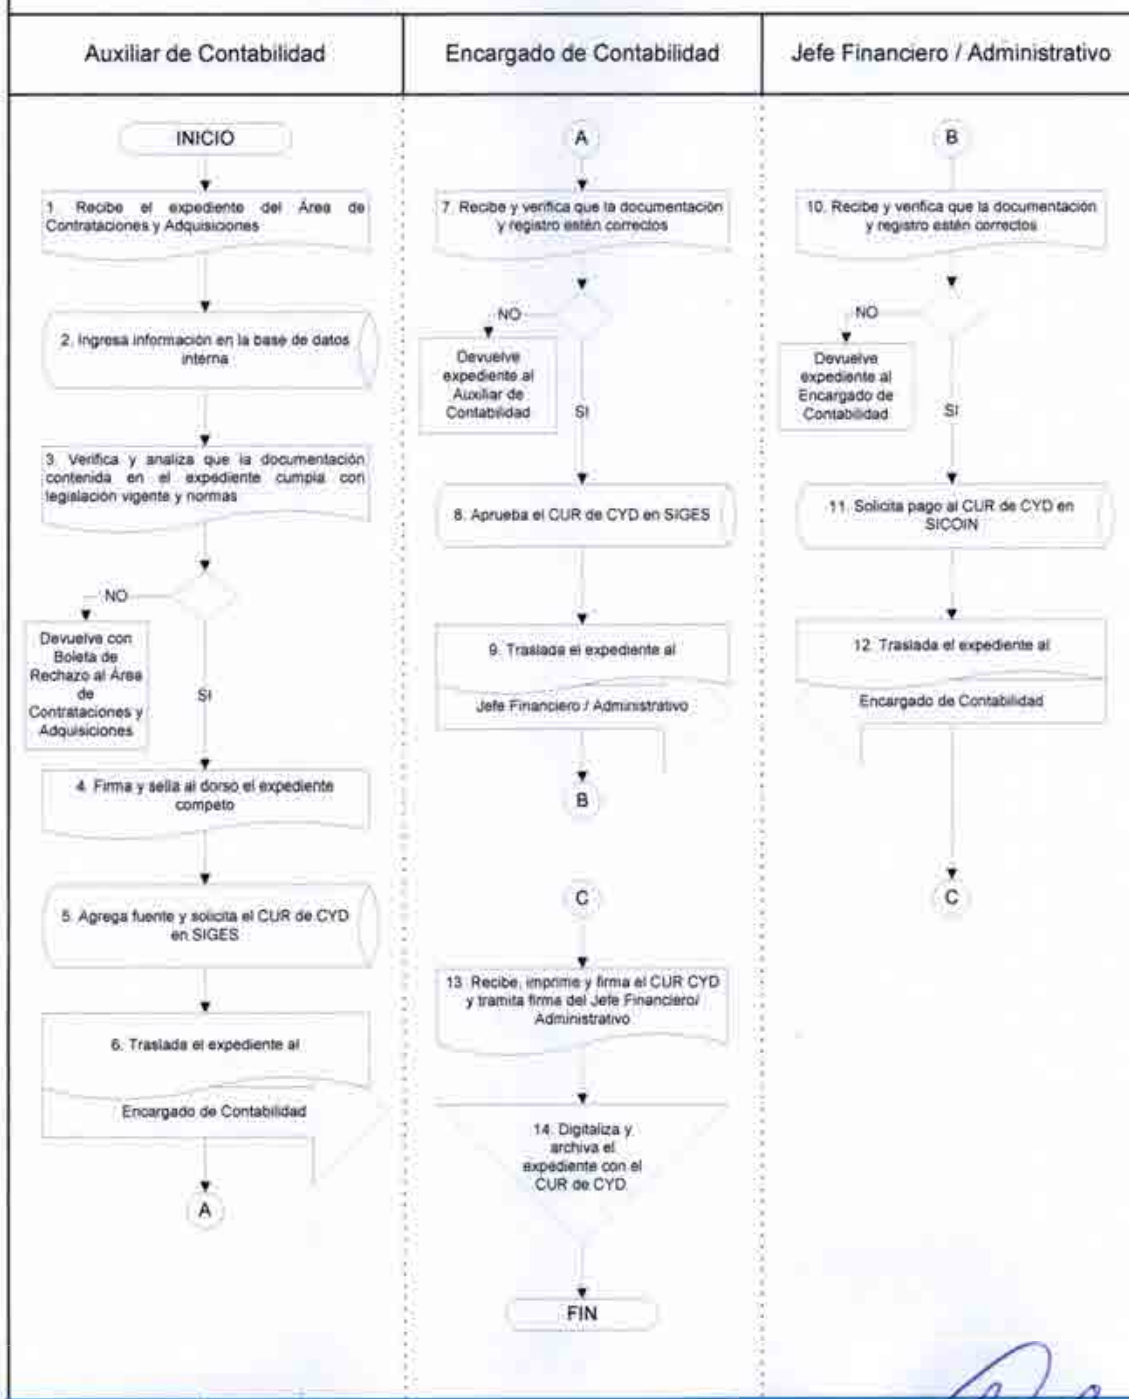 Auxiliar de Contabilidad
INICIO
1. Recibe el expediente del Área de
Contrataciones y Adquisiciones
2. Ingresa información en la base de datos
interna
3. Verifica y analiza que la documentación
contenida en el expediente cumpla con
legislación vigente y normas
NO
Devuelve con
Boleta de
Rechazo al Área
de
Contrataciones y
Adquisiciones
SI
4. Firma y sella al dorso el expediente
competo
5. Agrega fuente y solicita el CUR de CYD
en SIGES
6. Traslada el expediente al
Encargado de Contabilidad
A
Encargado de Contabilidad
A
7. Recibe y verifica que la documentación
y registro estén correctos
NO
Devuelve
expediente al
Auxiliar de
Contabilidad
SI
8. Aprueba el CUR de CYD en SIGES
9. Traslada el expediente al
Jefe Financiero / Administrativo
B
C
13. Recibe, imprime y firma el CUR CYD
y tramita firma del Jefe Financiero/
Administrativo
14. Digitaliza y
archiva el
expediente con el
CUR de CYD.
FIN
Jefe Financiero / Administrativo
B
10. Recibe y verifica que la documentación
y registro estén correctos
NO
Devuelve
expediente al
Encargado de
Contabilidad
SI
11. Solicita pago al CUR de CYD en
SICOIN
12. Traslada el expediente al
Encargado de Contabilidad
C